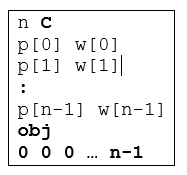 n C
p[0] w[0]
p[1] w[1]
:
p[n-1] w[n-1]
obj
0 0 0 … n-1